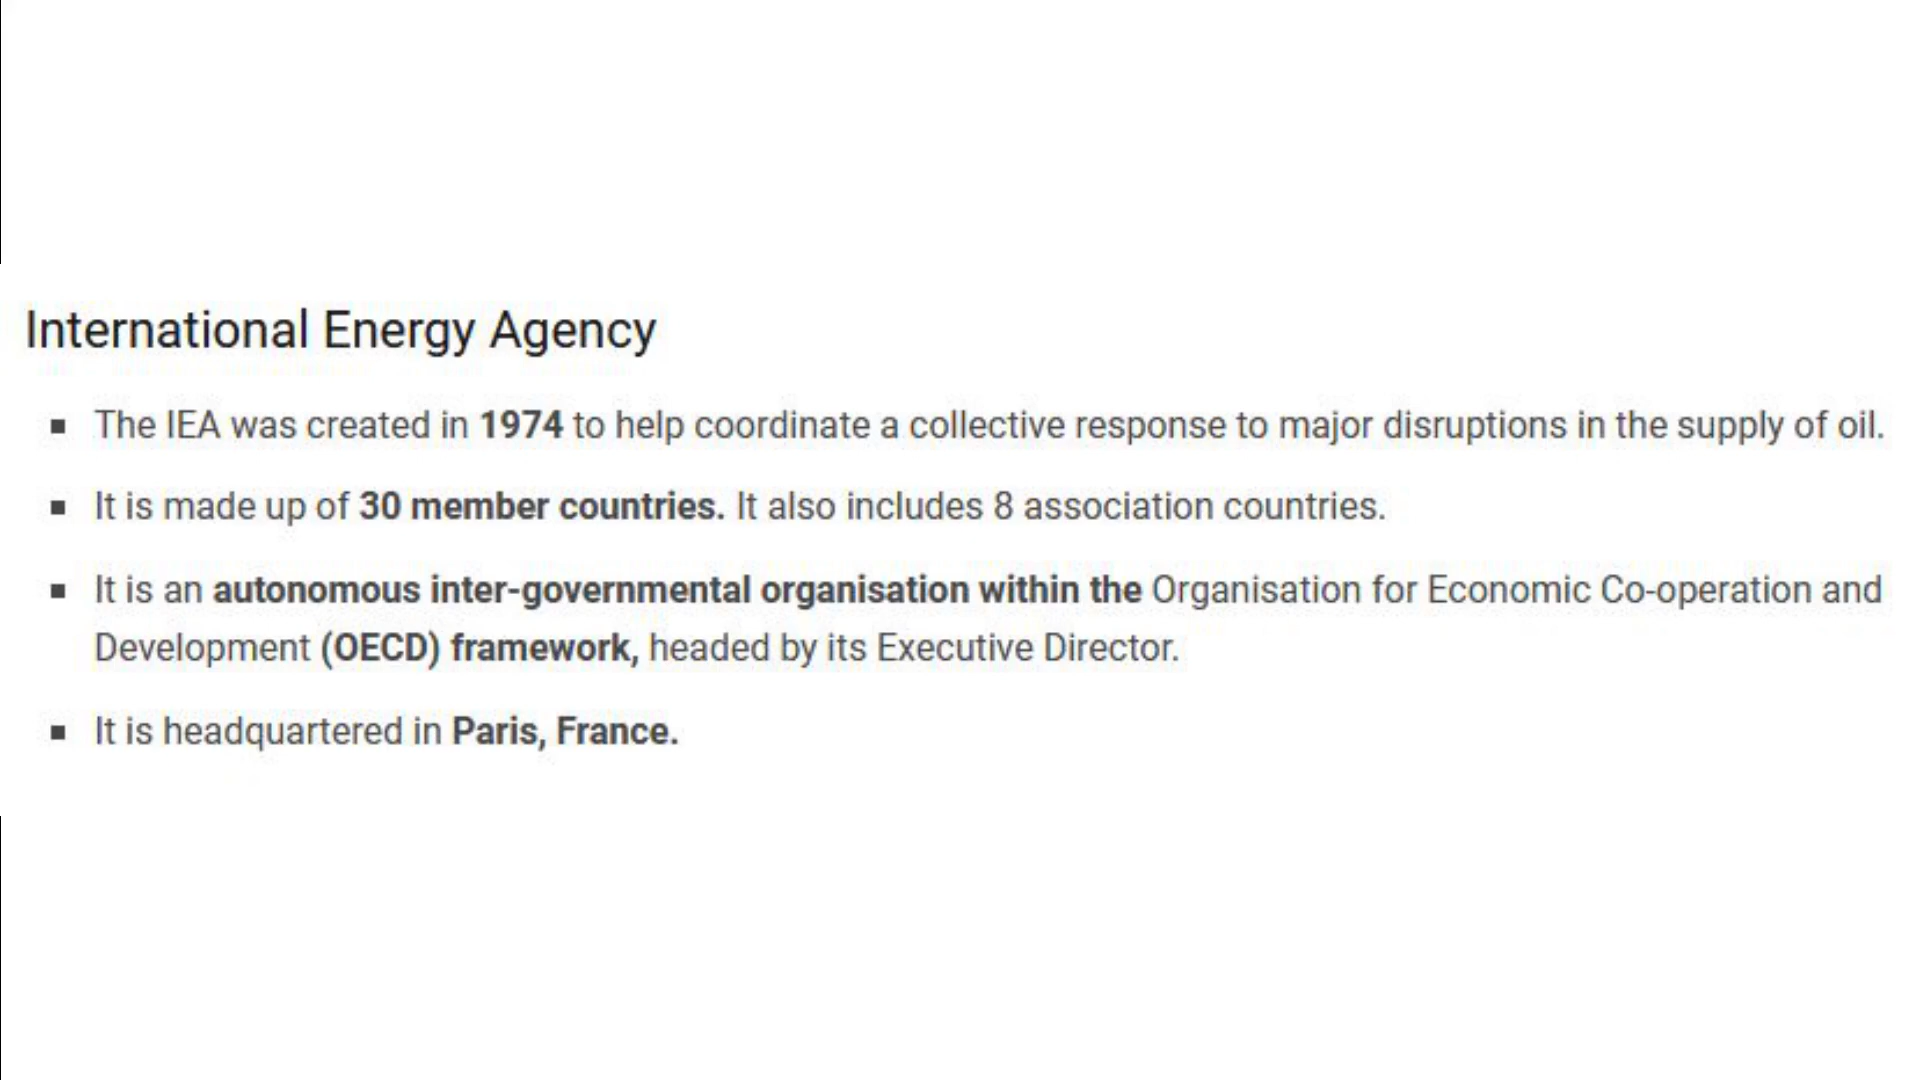 International Energy Agency
▪ The IEA was created in 1974 to help coordinate a collective response to major disruptions in the supply of oil.
▪ It is made up of 30 member countries. It also includes 8 association countries.
▪ It is an autonomous inter-governmental organisation within the Organisation for Economic Co-operation and
Development (OECD) framework, headed by its Executive Director.
▪ It is headquartered in Paris, France.